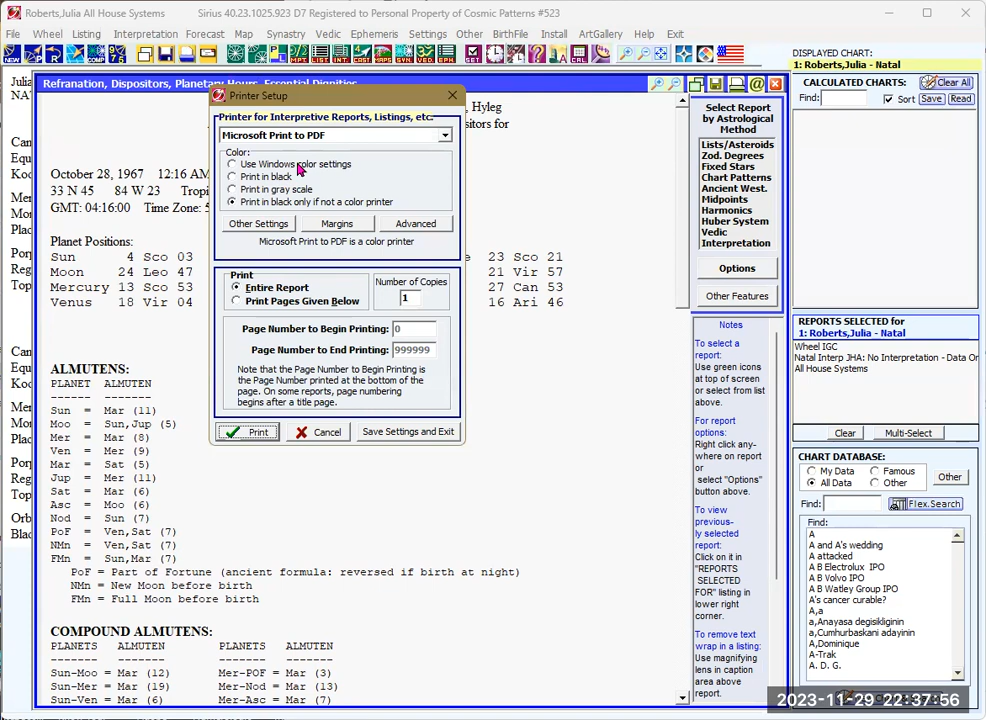 Roberts,Julia All House Systems
Sirius 40.23.1025.923 D7 Registered to Personal Property of Cosmic Patterns #523
File Wheel Listing Interpretation Forecast Map Synastry Vedic Ephemeris Settings Other BirthFile Install ArtGallery Help Exit
DISPLAYED CHART:
1: Roberts,Julia - Natal
Refranation, Dispositors, Planetary Hours, Essential Dignities
CALCULATED CHARTS:
Clear All
Find:
Sort
Save
Read
Printer Setup
Printer for Interpretive Reports, Listings, etc.
Microsoft Print to PDF
Color:
Use Windows color settings
Print in black
Print in gray scale
Print in black only if not a color printer
Other Settings
Margins
Advanced
Microsoft Print to PDF is a color printer
Print
Entire Report
Print Pages Given Below
Number of Copies
1
Page Number to Begin Printing: 0
Page Number to End Printing: 999999
Note that the Page Number to Begin Printing is
the Page Number printed at the bottom of the
page. On some reports, page numbering
begins after a title page.
Print
Cancel
Save Settings and Exit
, Hyleg
itors for
October 28, 1967 12:16 AM
33 N 45 84 W 23 Tropi
GMT: 04:16:00 Time Zone: 5
Planet Positions:
Sun 4 Sco 03
Moon 24 Leo 47
Mercury 13 Sco 53
Venus 18 Vir 04
e 23 Sco 21
21 Vir 57
27 Can 53
16 Ari 46
ALMUTENS:
PLANET ALMUTEN
------ -------
Sun = Mar (11)
Moo = Sun,Jup (5)
Mer = Mar (8)
Ven = Mer (9)
Mar = Sat (5)
Jup = Mer (11)
Sat = Mar (6)
Asc = Moo (6)
Nod = Sun (7)
PoF = Ven,Sat (7)
NMn = Ven,Sat (7)
FMn = Sun,Mar (7)
PoF = Part of Fortune (ancient formula: reversed if birth at night)
NMn = New Moon before birth
FMn = Full Moon before birth
COMPOUND ALMUTENS:
PLANETS ALMUTEN PLANETS ALMUTEN
------- ------- ------- -------
Sun-Moo = Mar (12) Mer-POF = Mar (3)
Sun-Mer = Mar (19) Mer-Nod = Mar (13)
Sun-Ven = Mar (6) Mer-Asc = Mar (7)
Select Report
by Astrological
Method
Lists/Asteroids
Zod. Degrees
Fixed Stars
Chart Patterns
Ancient West.
Midpoints
Harmonics
Huber System
Vedic
Interpretation
Options
Other Features
Notes
To select a
report:
Use green icons
at top of screen
or select from
list above.
For report
options:
Right click any-
where on report
or
select "Options"
button above.
To view
previous-
ly selected
report:
Click on it in
"REPORTS
SELECTED
FOR" listing in
lower right
corner.
To remove text
wrap in a listing:
Use magnifying
lens in caption
area above
report.
REPORTS SELECTED for
1: Roberts,Julia - Natal
Wheel IGC
Natal Interp JHA: No Interpretation - Data On
All House Systems
Clear
Multi-Select
CHART DATABASE:
My Data
Famous
All Data
Other
Other
Find:
Flex.Search
Find:
A
A and A's wedding
A attacked
A B Electrolux IPO
A B Volvo IPO
A B Watley Group IPO
A's cancer curable?
A,a
a,Anayasa degisikliginin
a,Cumhurbaskani adayinin
A,Dominique
A-Trak
A. D. G.
2023-11-29 22:37:56